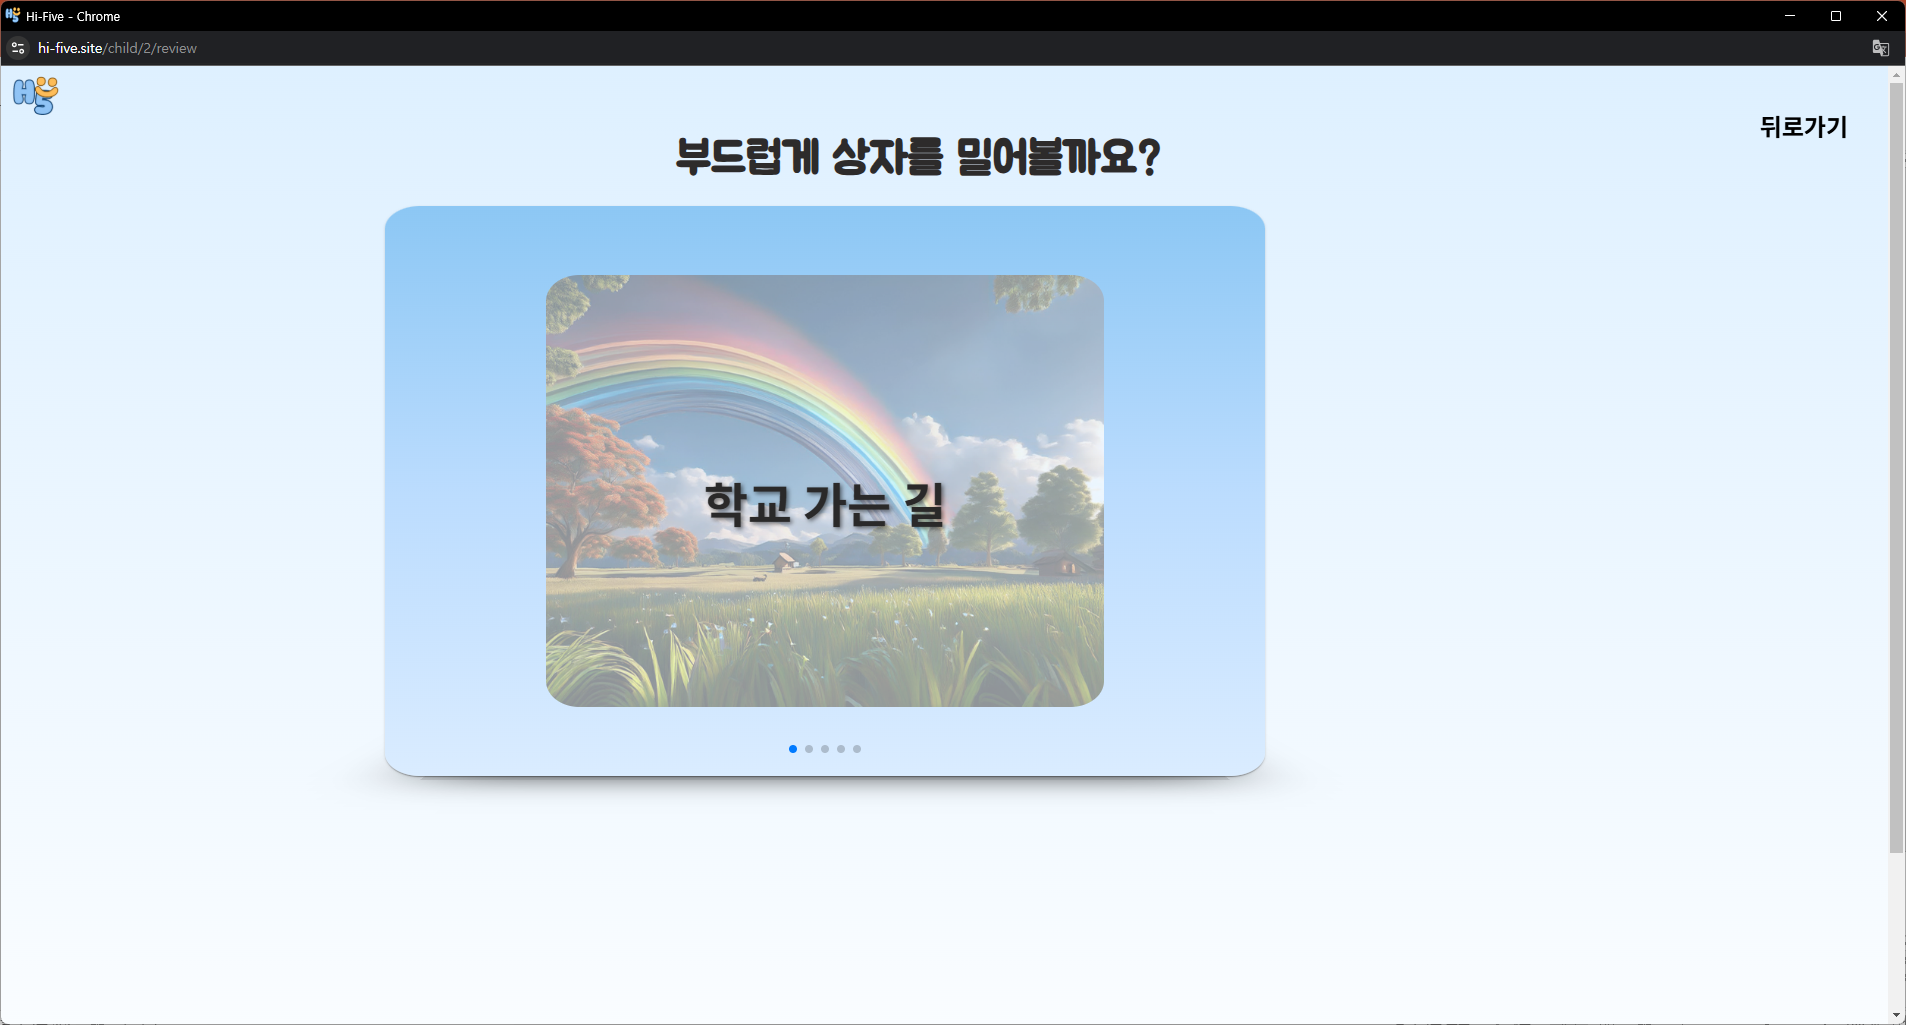 Hi-Five - Chrome
hi-five.site/child/2/review
H5
뒤로가기
부드럽게 상자를 밀어볼까요?
학교 가는 길